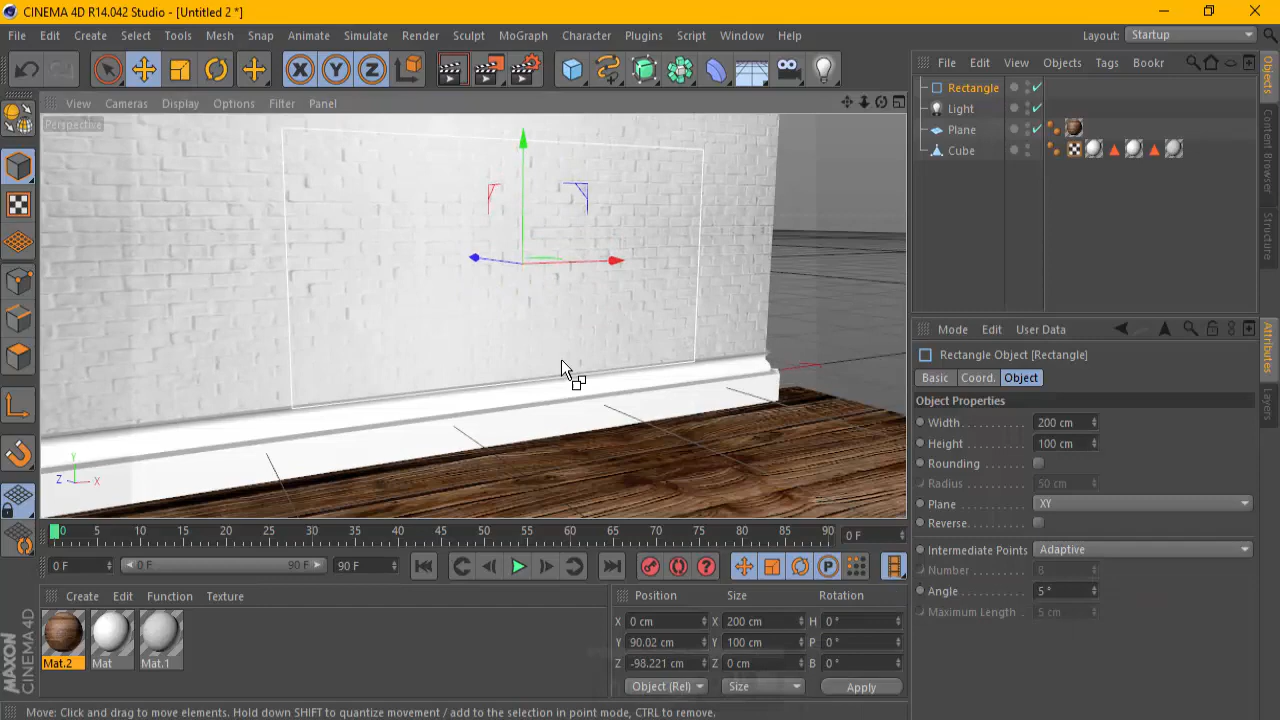 CINEMA 4D R14.042 Studio - [Untitled 2 *]
File Edit Create Select Tools Mesh Snap Animate Simulate Render Sculpt MoGraph Character Plugins Script Window Help Layout: Startup
X Y Z
File Edit View Objects Tags Bookr
View Cameras Display Options Filter Panel
Perspective
Rectangle
Light
Plane
Cube
Objects
Content Browser
Structure
Mode Edit User Data
Rectangle Object [Rectangle]
Basic Coord. Object
Object Properties
Width 200 cm
Height 100 cm
Rounding
Radius 50 cm
Plane XY
Reverse
Intermediate Points Adaptive
Number 8
Angle 5 °
Maximum Length 5 cm
Attributes
Layers
Y
Z X
0 5 10 15 20 25 30 35 40 45 50 55 60 65 70 75 80 85 90 0 F
0 F 0 F 90 F 90 F
P
Create Edit Function Texture
Mat.2 Mat Mat.1
Position Size Rotation
X 0 cm X 200 cm H 0 °
Y 90.02 cm Y 100 cm P 0 °
Z -98.221 cm Z 0 cm B 0 °
Object (Rel) Size Apply
MAXON
CINEMA 4D
Move: Click and drag to move elements. Hold down SHIFT to quantize movement / add to the selection in point mode, CTRL to remove.